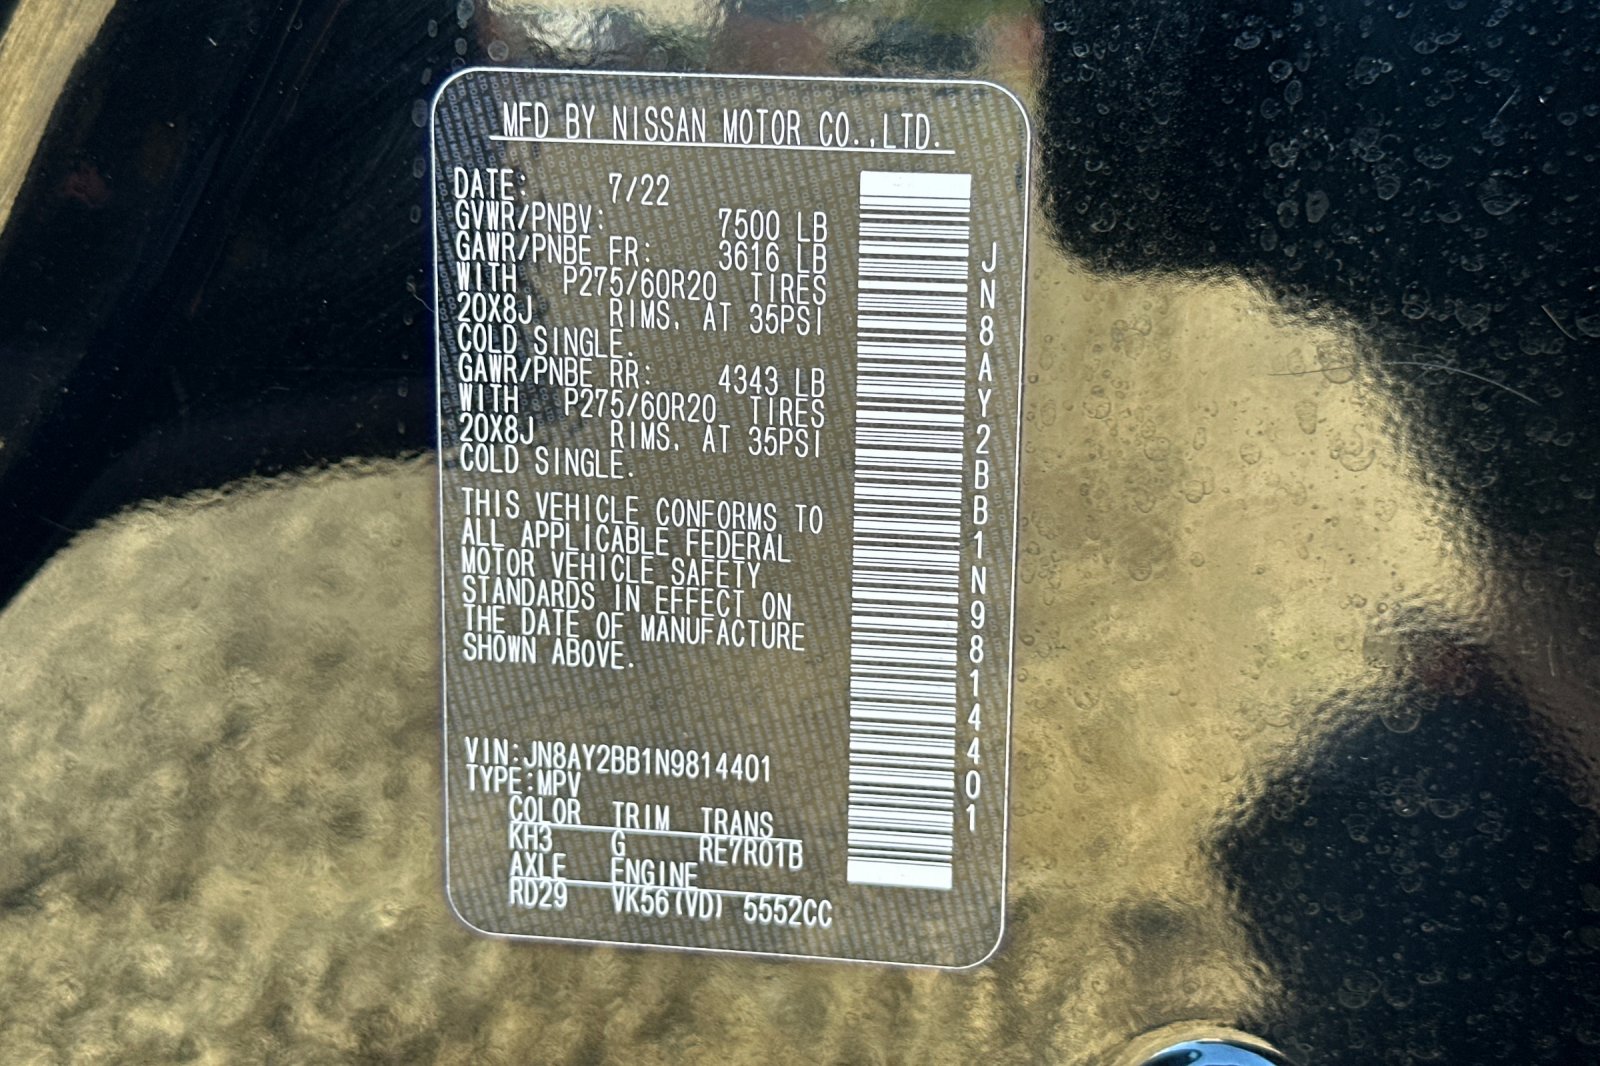 MFD BY NISSAN MOTOR CO.,LTD.
DATE: 7/22
GVWR/PNBV: 7500 LB
GAWR/PNBE FR: 3616 LB
WITH P275/60R20 TIRES
20X8J RIMS. AT 35PSI
COLD SINGLE.
GAWR/PNBE RR: 4343 LB
WITH P275/60R20 TIRES
20X8J RIMS. AT 35PSI
COLD SINGLE.
THIS VEHICLE CONFORMS TO
ALL APPLICABLE FEDERAL
MOTOR VEHICLE SAFETY
STANDARDS IN EFFECT ON
THE DATE OF MANUFACTURE
SHOWN ABOVE.
VIN:JN8AY2BB1N9814401
TYPE:MPV
COLOR TRIM TRANS
KH3 G RE7R01B
AXLE ENGINE
RD29 VK56(VD) 5552CC
JN8AY2BB1N9814401